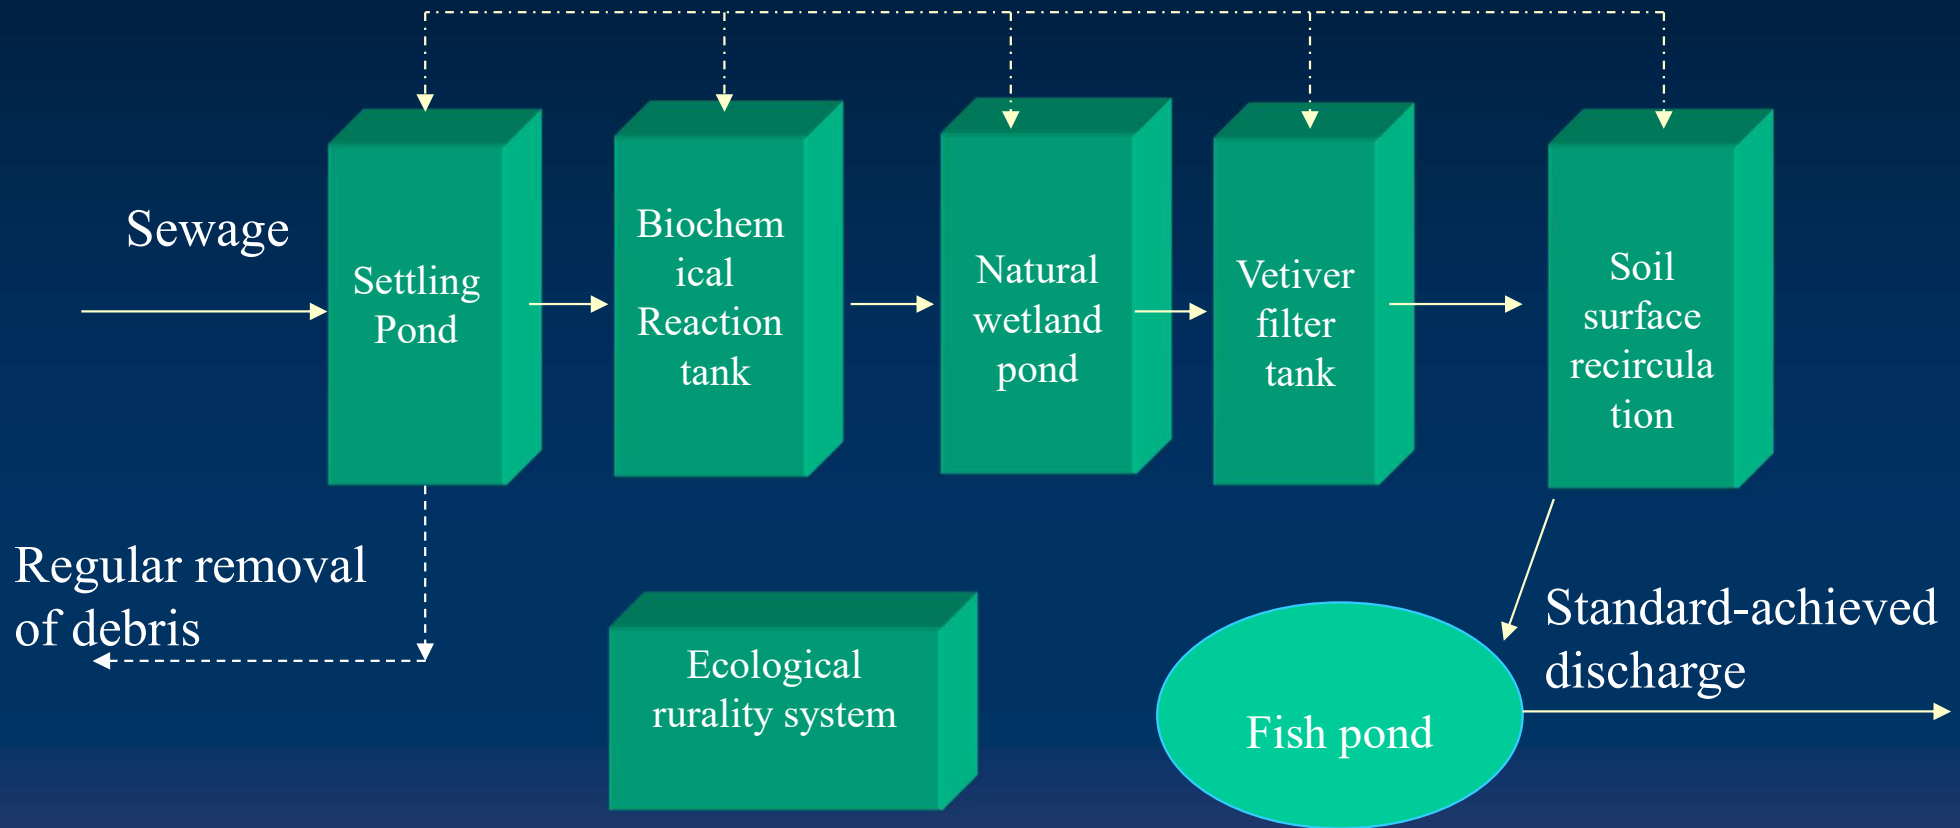 Sewage
Settling
Pond
Biochem
ical
Reaction
tank
Natural
wetland
pond
Vetiver
filter
tank
Soil
surface
recircula
tion
Regular removal
of debris
Ecological
rurality system
Fish pond
Standard-achieved
discharge